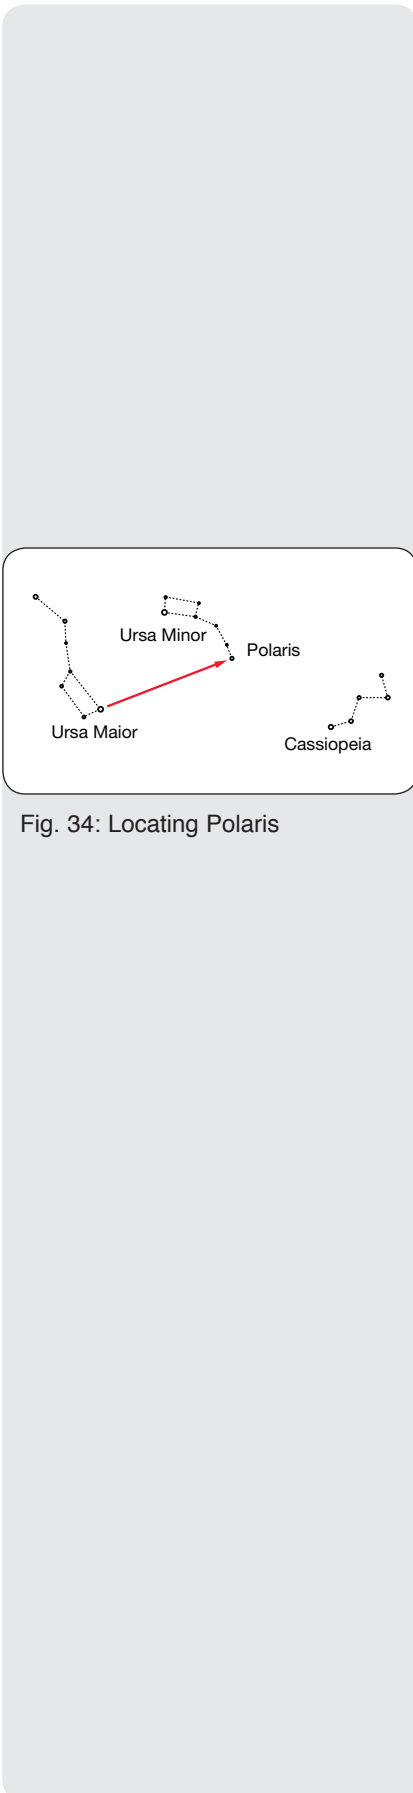 Ursa Minor
Polaris
Ursa Maior
Cassiopeia
Fig. 34: Locating Polaris